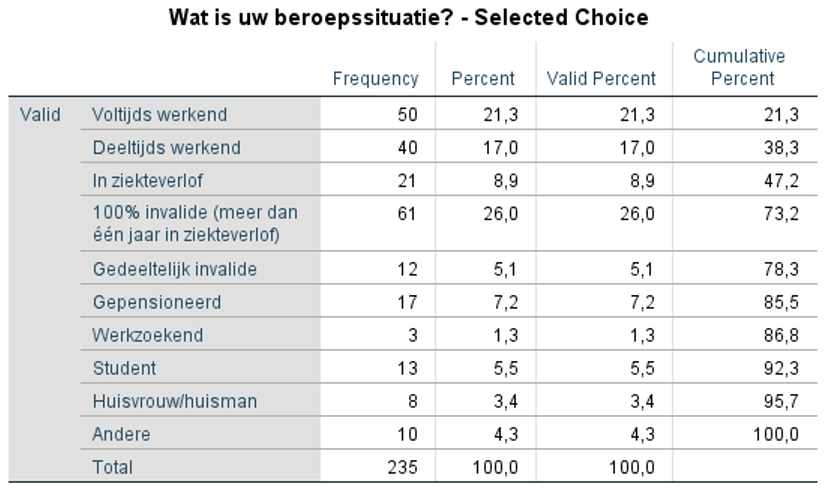 Wat is uw beroepssituatie? - Selected Choice
Frequency Percent Valid Percent Cumulative Percent
Valid Voltijds werkend 50 21,3 21,3 21,3
Deeltijds werkend 40 17,0 17,0 38,3
In ziekteverlof 21 8,9 8,9 47,2
100% invalide (meer dan één jaar in ziekteverlof) 61 26,0 26,0 73,2
Gedeeltelijk invalide 12 5,1 5,1 78,3
Gepensioneerd 17 7,2 7,2 85,5
Werkzoekend 3 1,3 1,3 86,8
Student 13 5,5 5,5 92,3
Huisvrouw/huisman 8 3,4 3,4 95,7
Andere 10 4,3 4,3 100,0
Total 235 100,0 100,0